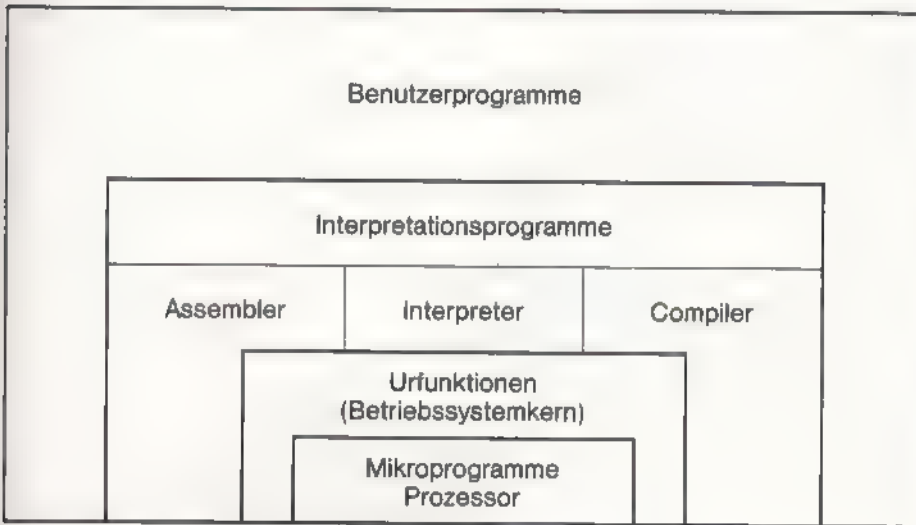 Benutzerprogramme
Interpretationsprogramme
Assembler
Interpreter
Compiler
Urfunktionen
(Betriebssystemkern)
Mikroprogramme
Prozessor